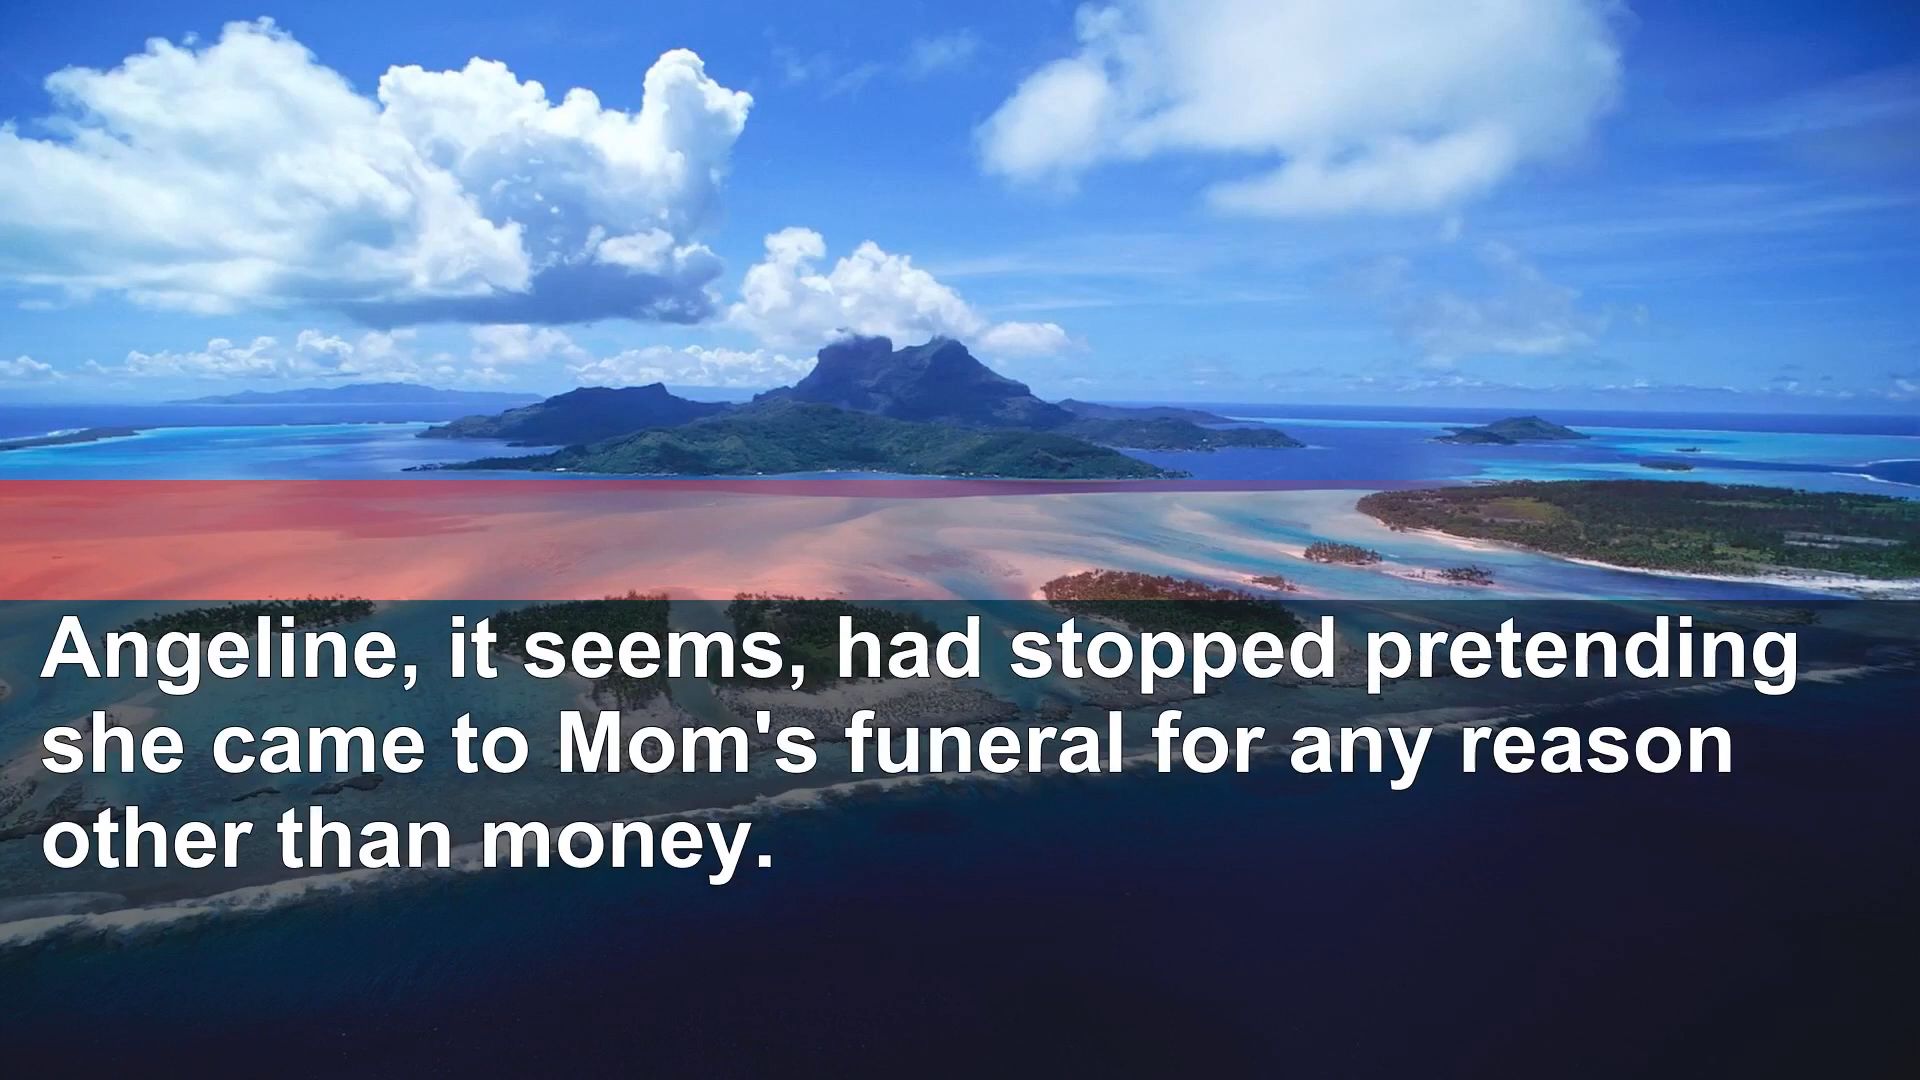 Angeline, it seems, had stopped pretending
she came to Mom's funeral for any reason
other than money.